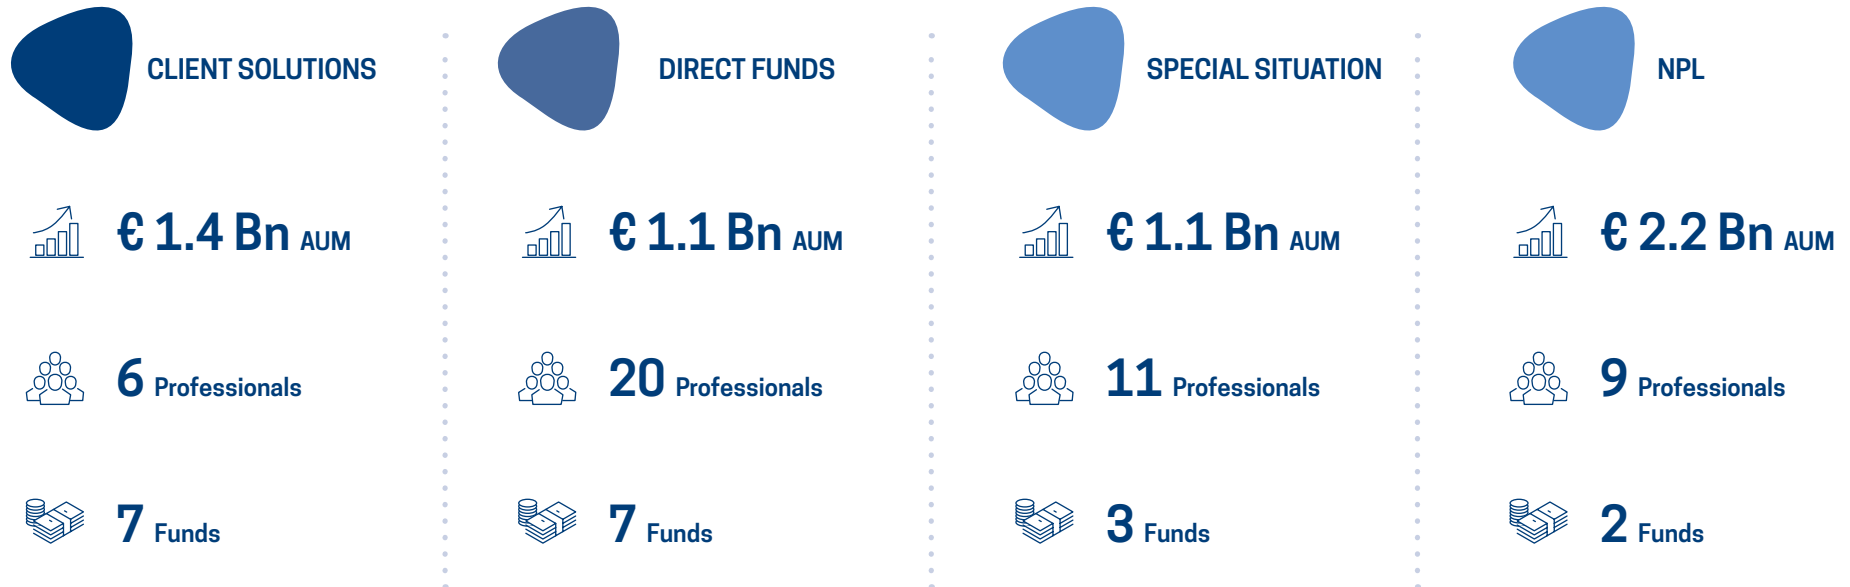 CLIENT SOLUTIONS
€ 1.4 Bn AUM
6 Professionals
7 Funds
DIRECT FUNDS
€ 1.1 Bn AUM
20 Professionals
7 Funds
SPECIAL SITUATION
€ 1.1 Bn AUM
11 Professionals
3 Funds
NPL
€ 2.2 Bn AUM
9 Professionals
2 Funds